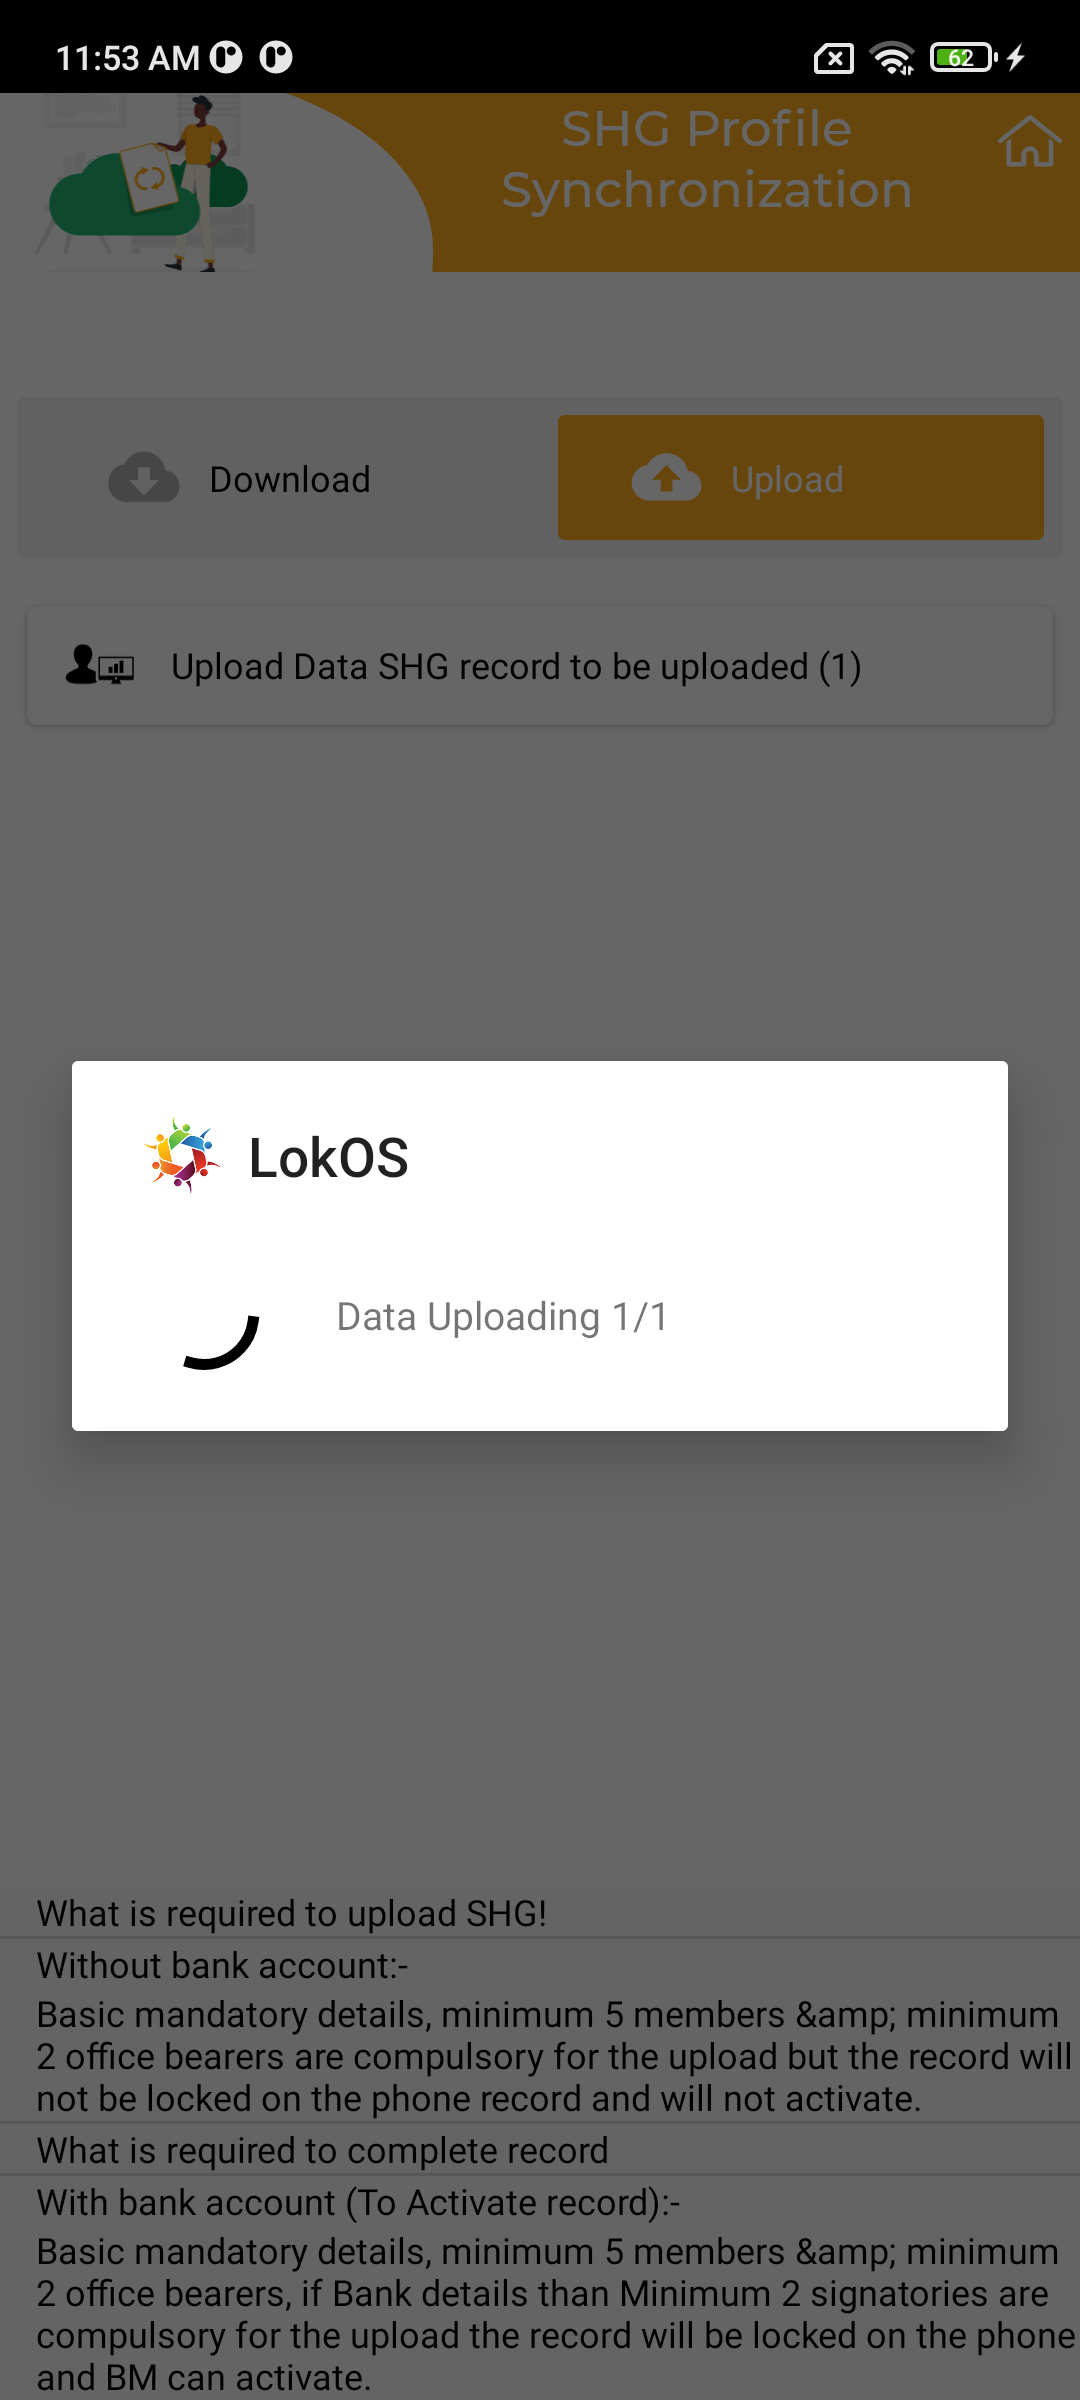 11:53 AM
62
SHG Profile
Synchronization
Download
Upload
Upload Data SHG record to be uploaded (1)
LokOS
Data Uploading 1/1
What is required to upload SHG!
Without bank account:-
Basic mandatory details, minimum 5 members &amp; minimum
2 office bearers are compulsory for the upload but the record will
not be locked on the phone record and will not activate.
What is required to complete record
With bank account (To Activate record):-
Basic mandatory details, minimum 5 members &amp; minimum
2 office bearers, if Bank details than Minimum 2 signatories are
compulsory for the upload the record will be locked on the phone
and BM can activate.